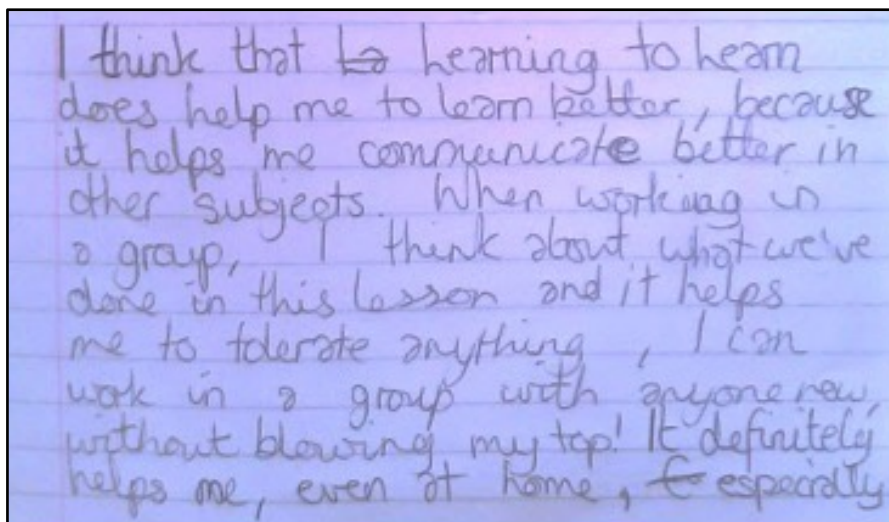 I think that Learning to Learn
does help me to learn better, because
it helps me communicate better in
other subjects. When working in
a group, I think about what we've
done in this lesson and it helps
me to tolerate anything, I can
work in a group with anyone new,
without blowing my top! It definitely
helps me, even at home, especially